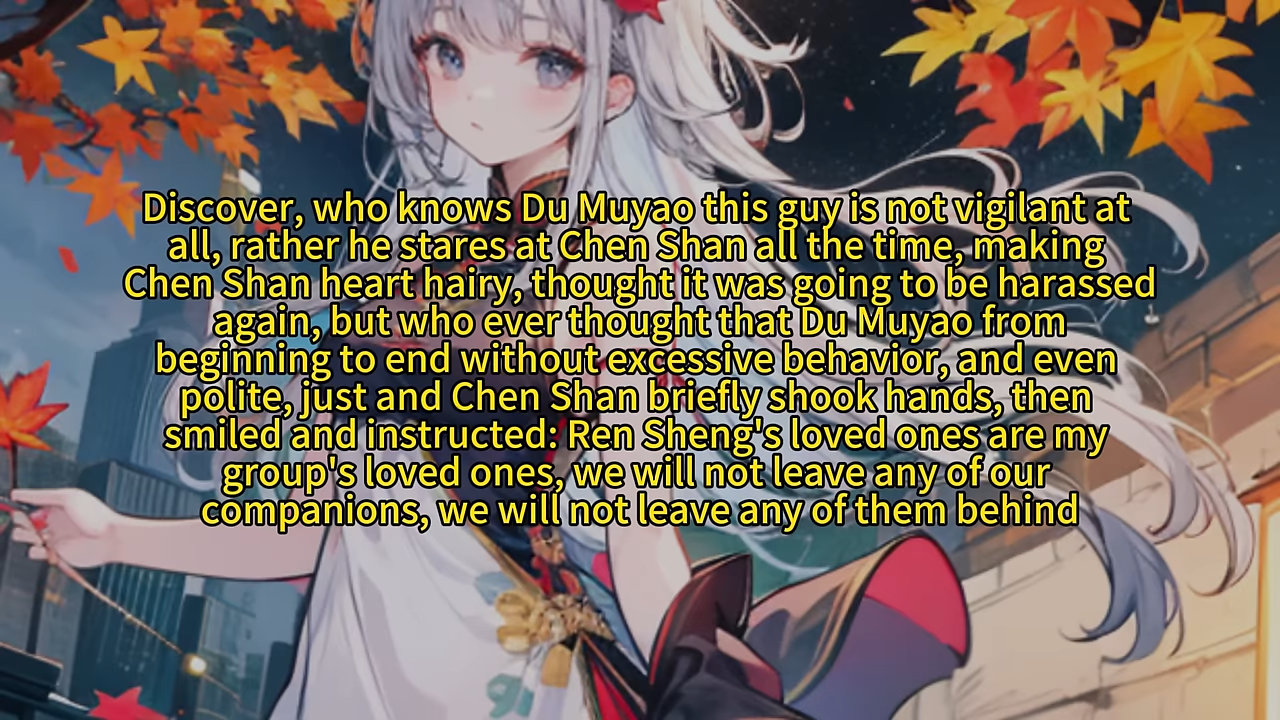 Discover, who knows Du Muyao this guy is not vigilant at
all, rather he stares at Chen Shan all the time, making
Chen Shan heart hairy, thought it was going to be harassed
again, but who ever thought that Du Muyao from
beginning to end without excessive behavior, and even
polite, just and Chen Shan briefly shook hands, then
smiled and instructed: Ren Sheng's loved ones are my
group's loved ones, we will not leave any of our
companions, we will not leave any of them behind